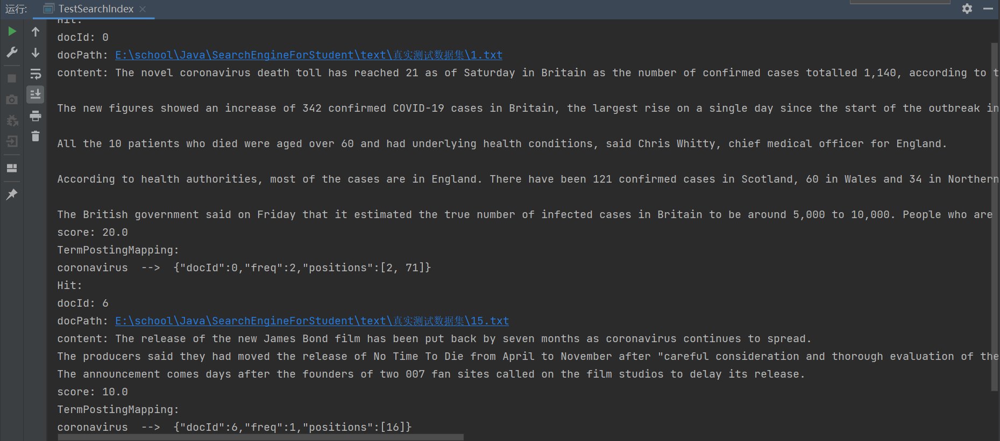 运行: TestSearchIndex
Hit:
docId: 0
docPath: E:\school\Java\SearchEngineForStudent\text\真实测试数据集\1.txt
content: The novel coronavirus death toll has reached 21 as of Saturday in Britain as the number of confirmed cases totalled 1,140, according to t
The new figures showed an increase of 342 confirmed COVID-19 cases in Britain, the largest rise on a single day since the start of the outbreak in
All the 10 patients who died were aged over 60 and had underlying health conditions, said Chris Whitty, chief medical officer for England.
According to health authorities, most of the cases are in England. There have been 121 confirmed cases in Scotland, 60 in Wales and 34 in Northern
The British government said on Friday that it estimated the true number of infected cases in Britain to be around 5,000 to 10,000. People who are
score: 20.0
TermPostingMapping:
coronavirus  -->  {"docId":0,"freq":2,"positions":[2, 71]}
Hit:
docId: 6
docPath: E:\school\Java\SearchEngineForStudent\text\真实测试数据集\15.txt
content: The release of the new James Bond film has been put back by seven months as coronavirus continues to spread.
The producers said they had moved the release of No Time To Die from April to November after "careful consideration and thorough evaluation of the
The announcement comes days after the founders of two 007 fan sites called on the film studios to delay its release.
score: 10.0
TermPostingMapping:
coronavirus  -->  {"docId":6,"freq":1,"positions":[16]}